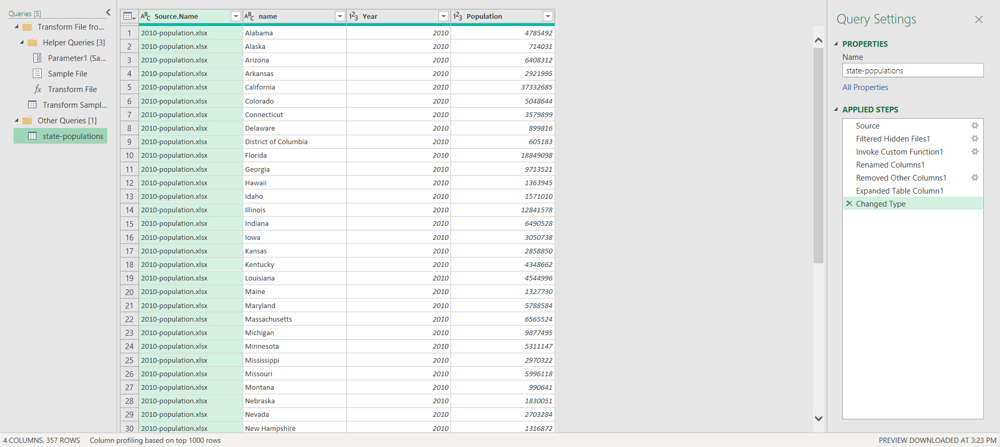 Queries [5]
Transform File fro...
Helper Queries [3]
Parameter1 (Sa...
Sample File
fx Transform File
Transform Sampl...
Other Queries [1]
state-populations
ABC Source.Name ABC name 123 Year 123 Population
1 2010-population.xlsx Alabama 2010 4785492
2 2010-population.xlsx Alaska 2010 714031
3 2010-population.xlsx Arizona 2010 6408312
4 2010-population.xlsx Arkansas 2010 2921995
5 2010-population.xlsx California 2010 37332685
6 2010-population.xlsx Colorado 2010 5048644
7 2010-population.xlsx Connecticut 2010 3579899
8 2010-population.xlsx Delaware 2010 899816
9 2010-population.xlsx District of Columbia 2010 605183
10 2010-population.xlsx Florida 2010 18849098
11 2010-population.xlsx Georgia 2010 9713521
12 2010-population.xlsx Hawaii 2010 1363945
13 2010-population.xlsx Idaho 2010 1571010
14 2010-population.xlsx Illinois 2010 12841578
15 2010-population.xlsx Indiana 2010 6490528
16 2010-population.xlsx Iowa 2010 3050738
17 2010-population.xlsx Kansas 2010 2858850
18 2010-population.xlsx Kentucky 2010 4348662
19 2010-population.xlsx Louisiana 2010 4544996
20 2010-population.xlsx Maine 2010 1327730
21 2010-population.xlsx Maryland 2010 5788584
22 2010-population.xlsx Massachusetts 2010 6565524
23 2010-population.xlsx Michigan 2010 9877495
24 2010-population.xlsx Minnesota 2010 5311147
25 2010-population.xlsx Mississippi 2010 2970322
26 2010-population.xlsx Missouri 2010 5996118
27 2010-population.xlsx Montana 2010 990641
28 2010-population.xlsx Nebraska 2010 1830051
29 2010-population.xlsx Nevada 2010 2703284
30 2010-population.xlsx New Hampshire 2010 1316872
Query Settings
PROPERTIES
Name
state-populations
All Properties
APPLIED STEPS
Source
Filtered Hidden Files1
Invoke Custom Function1
Renamed Columns1
Removed Other Columns1
Expanded Table Column1
Changed Type
4 COLUMNS, 357 ROWS Column profiling based on top 1000 rows
PREVIEW DOWNLOADED AT 3:23 PM